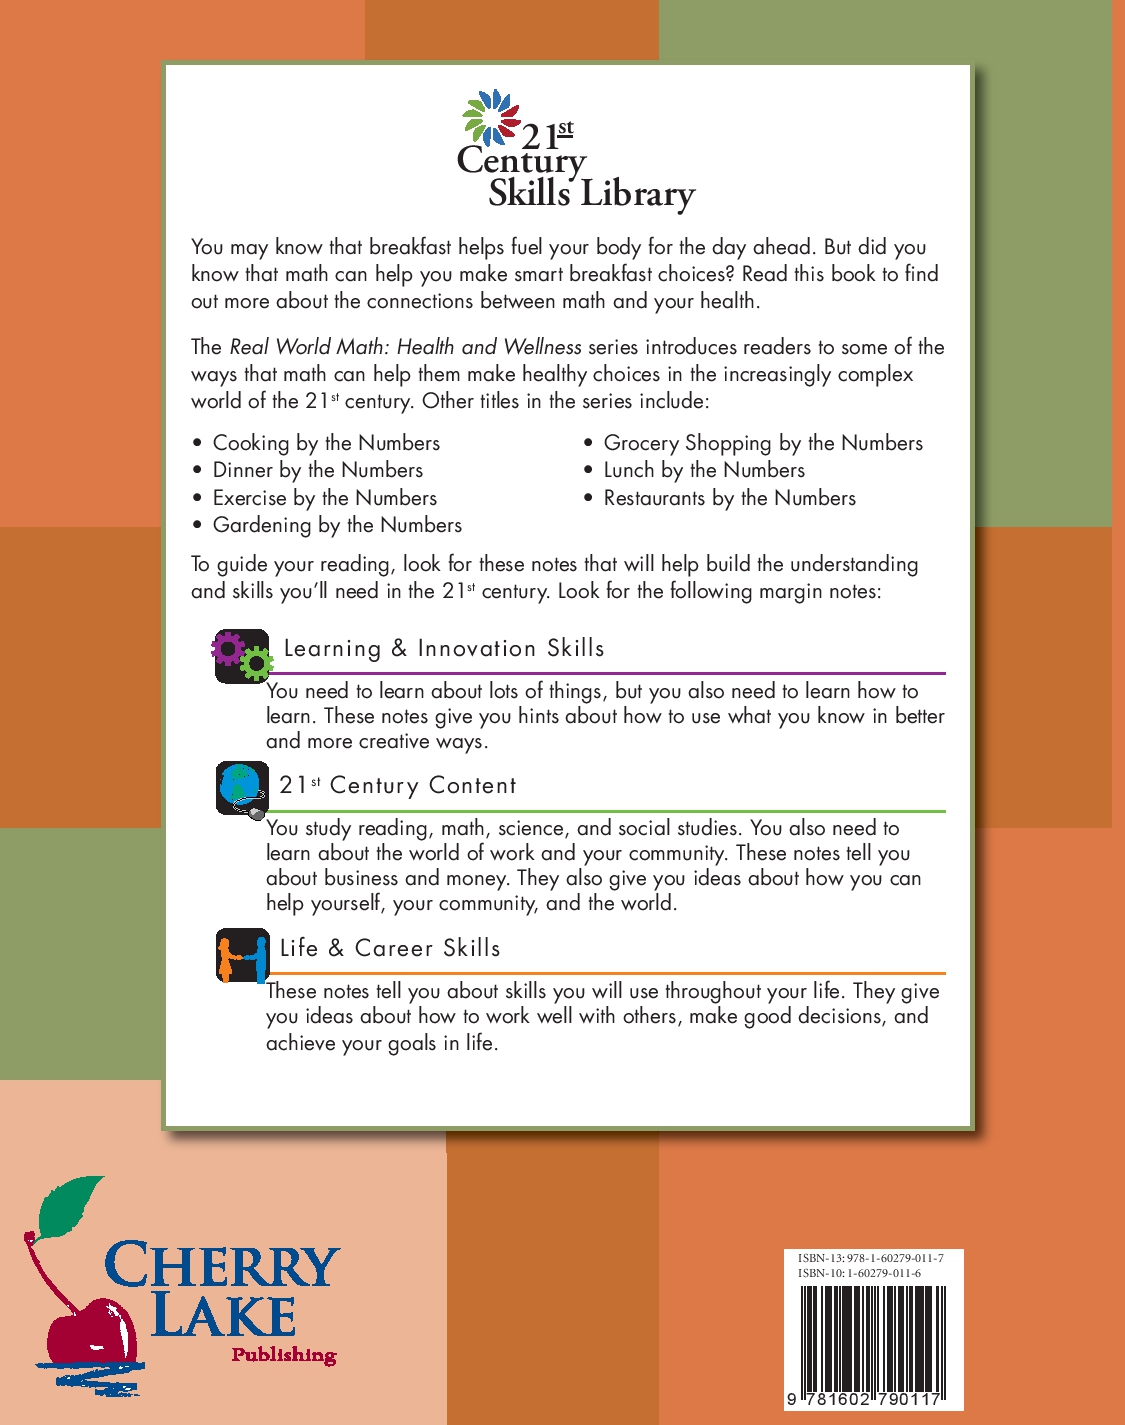 21st
Century
Skills Library
You may know that breakfast helps fuel your body for the day ahead. But did you
know that math can help you make smart breakfast choices? Read this book to find
out more about the connections between math and your health.
The Real World Math: Health and Wellness series introduces readers to some of the
ways that math can help them make healthy choices in the increasingly complex
world of the 21st century. Other titles in the series include:
• Cooking by the Numbers
• Dinner by the Numbers
• Exercise by the Numbers
• Gardening by the Numbers
• Grocery Shopping by the Numbers
• Lunch by the Numbers
• Restaurants by the Numbers
To guide your reading, look for these notes that will help build the understanding
and skills you’ll need in the 21st century. Look for the following margin notes:
Learning & Innovation Skills
You need to learn about lots of things, but you also need to learn how to
learn. These notes give you hints about how to use what you know in better
and more creative ways.
21st Century Content
You study reading, math, science, and social studies. You also need to
learn about the world of work and your community. These notes tell you
about business and money. They also give you ideas about how you can
help yourself, your community, and the world.
Life & Career Skills
These notes tell you about skills you will use throughout your life. They give
you ideas about how to work well with others, make good decisions, and
achieve your goals in life.
CHERRY
LAKE
Publishing
ISBN-13: 978-1-60279-011-7
ISBN-10: 1-60279-011-6
9 781602 790117